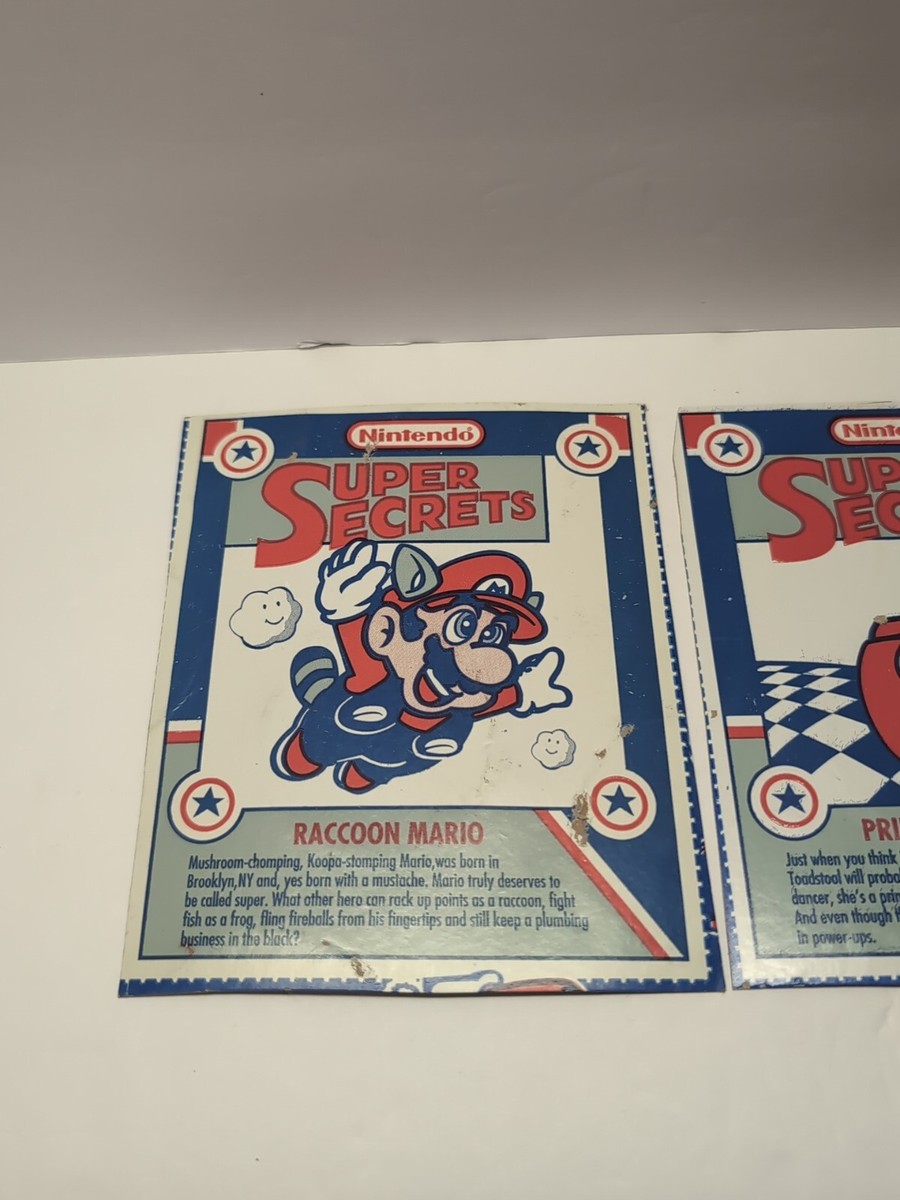 Nintendo®
SUPER
SECRETS
M
RACCOON MARIO
Mushroom-chomping, Koopa-stomping Mario,was born in
Brooklyn,NY and, yes born with a mustache. Mario truly deserves to
be called super. What other hero can rack up points as a raccoon, fight
fish as a frog, fling fireballs from his fingertips and still keep a plumbing
business in the black?
Ninte
SUP
SEC
PRI
Just when you think
Toadstool will proba
dancer, she's a prin
And even though
in power-ups.